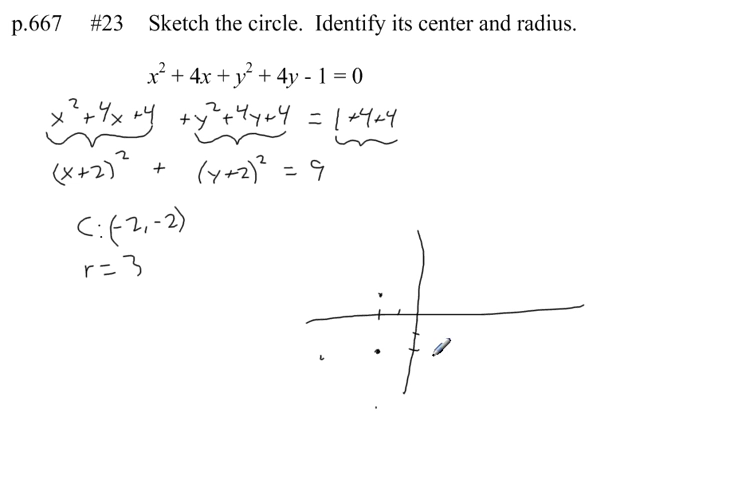 p.667 #23 Sketch the circle. Identify its center and radius.
x² + 4x + y² + 4y - 1 = 0
x² + 4x + 4 + y² + 4y + 4 = 1 + 4 + 4
(x+2)² + (y+2)² = 9
C: (-2, -2)
r = 3